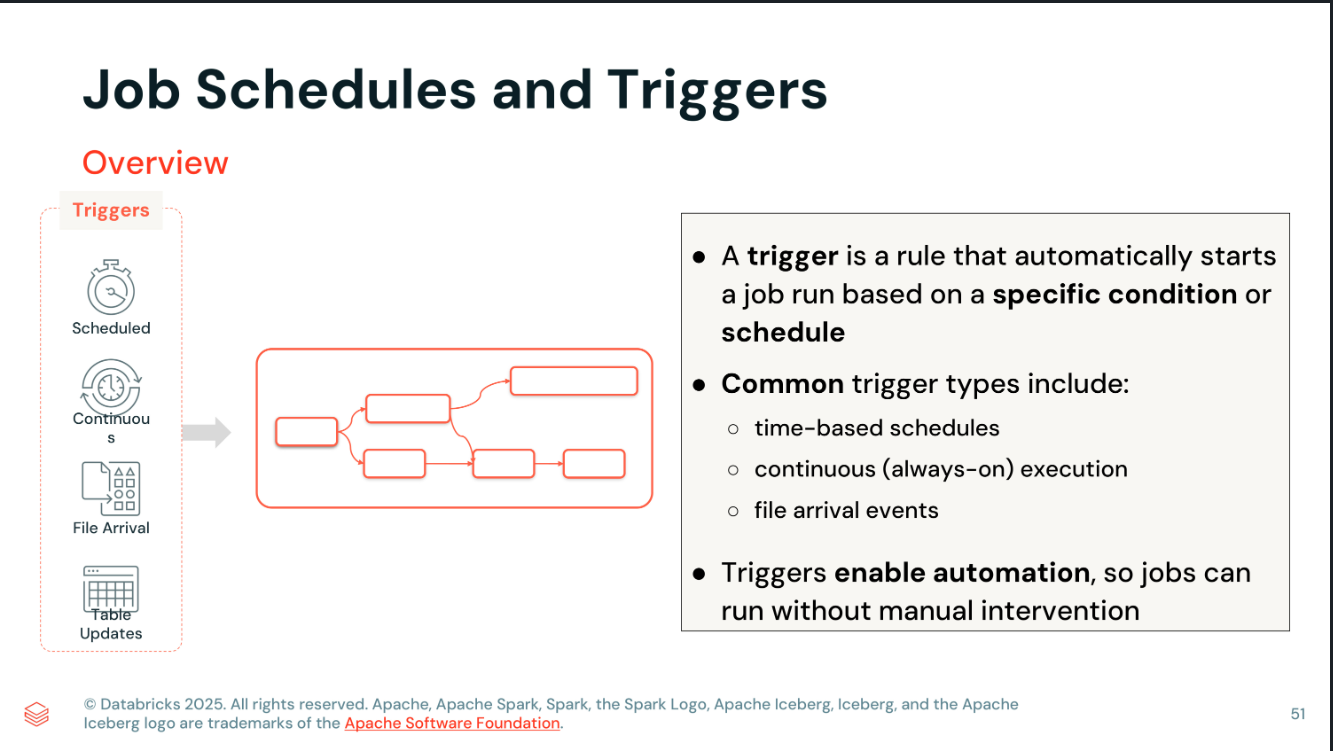 Job Schedules and Triggers
Overview
Triggers
Scheduled
Continuou
s
File Arrival
Table
Updates
● A trigger is a rule that automatically starts
a job run based on a specific condition or
schedule
● Common trigger types include:
○ time-based schedules
○ continuous (always-on) execution
○ file arrival events
● Triggers enable automation, so jobs can
run without manual intervention
© Databricks 2025. All rights reserved. Apache, Apache Spark, Spark, the Spark Logo, Apache Iceberg, Iceberg, and the Apache
Iceberg logo are trademarks of the Apache Software Foundation.
51